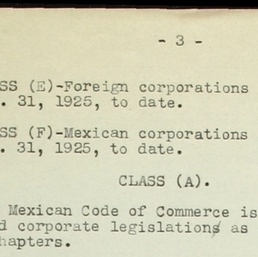 - 3 -
SS (E)-Foreign corporations
. 31, 1925, to date.
SS (F)-Mexican corporations
. 31, 1925, to date.
CLASS (A).
Mexican Code of Commerce is
d corporate legislation as
hapters.